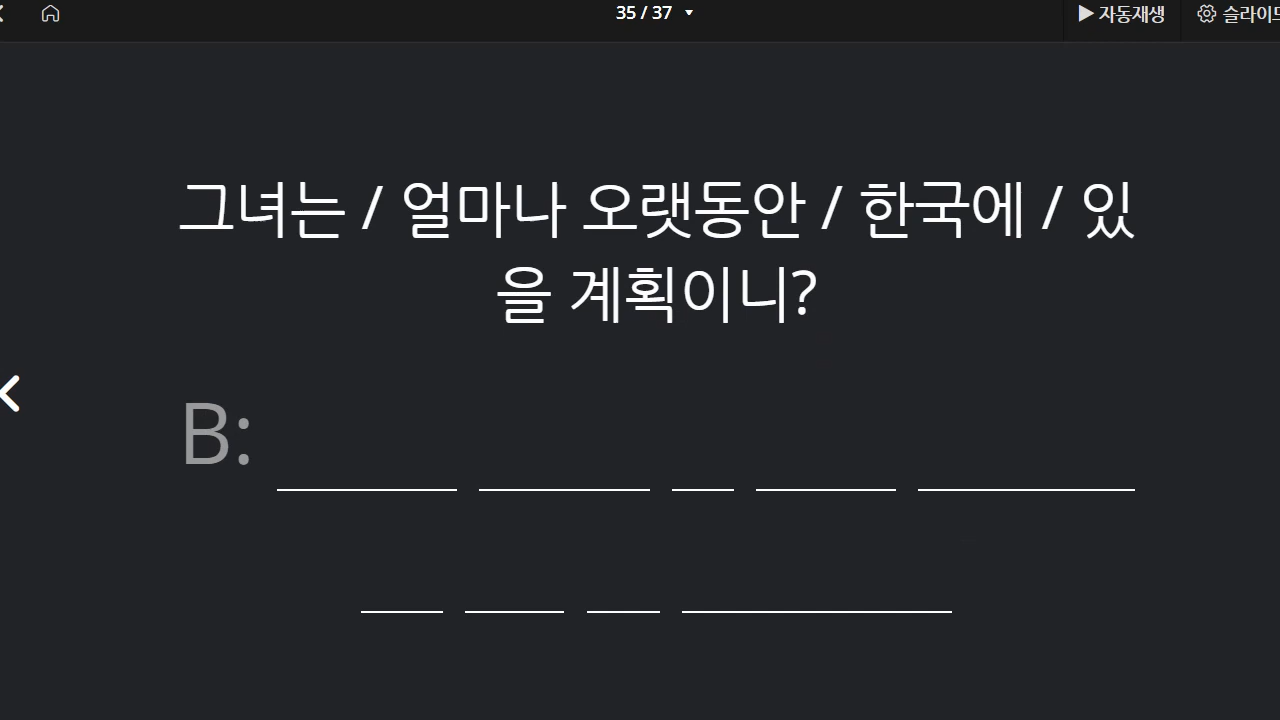 35 / 37
자동재생
슬라이드
그녀는 / 얼마나 오랫동안 / 한국에 / 있
을 계획이니?
B: